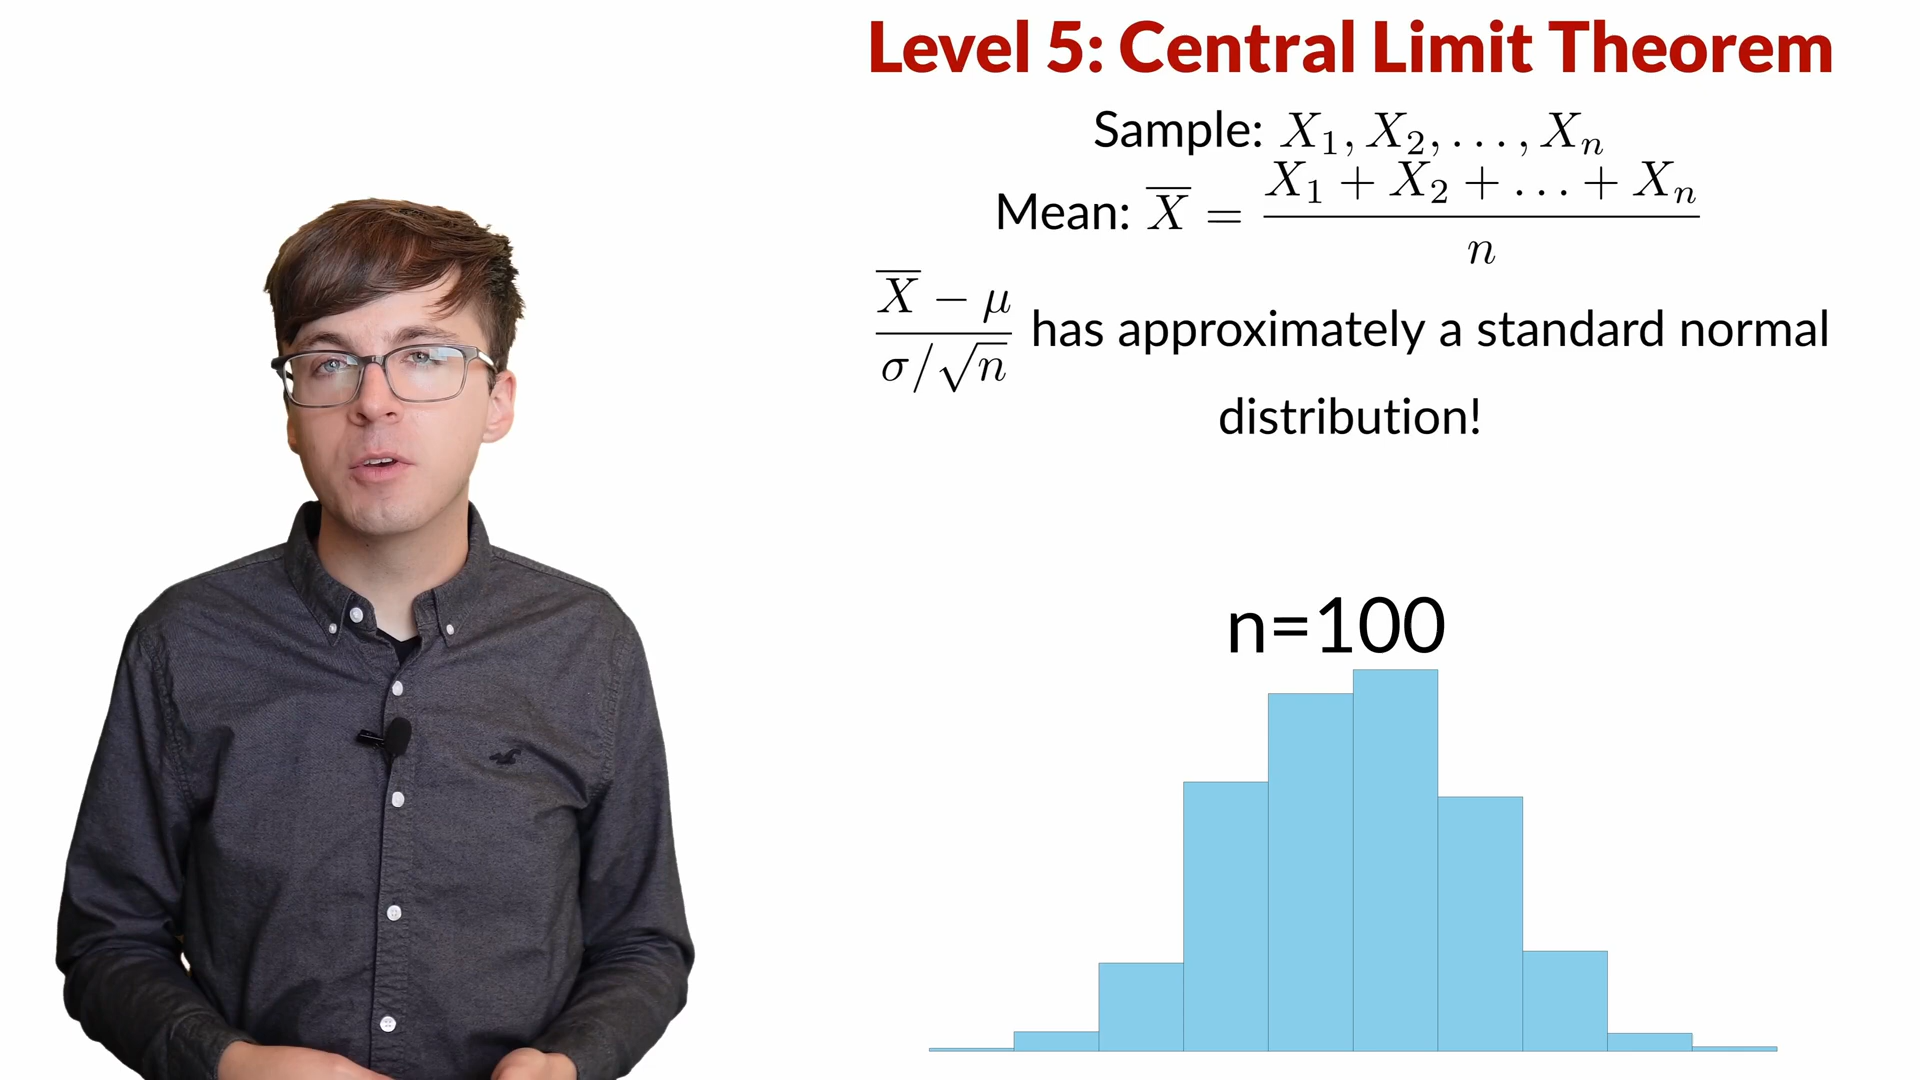 Level 5: Central Limit Theorem
Sample: X₁, X₂, . . . , Xₙ
Mean: X̅ = (X₁ + X₂ + . . . + Xₙ) / n
(X̅ − μ) / (σ/√n) has approximately a standard normal
distribution!
n=100